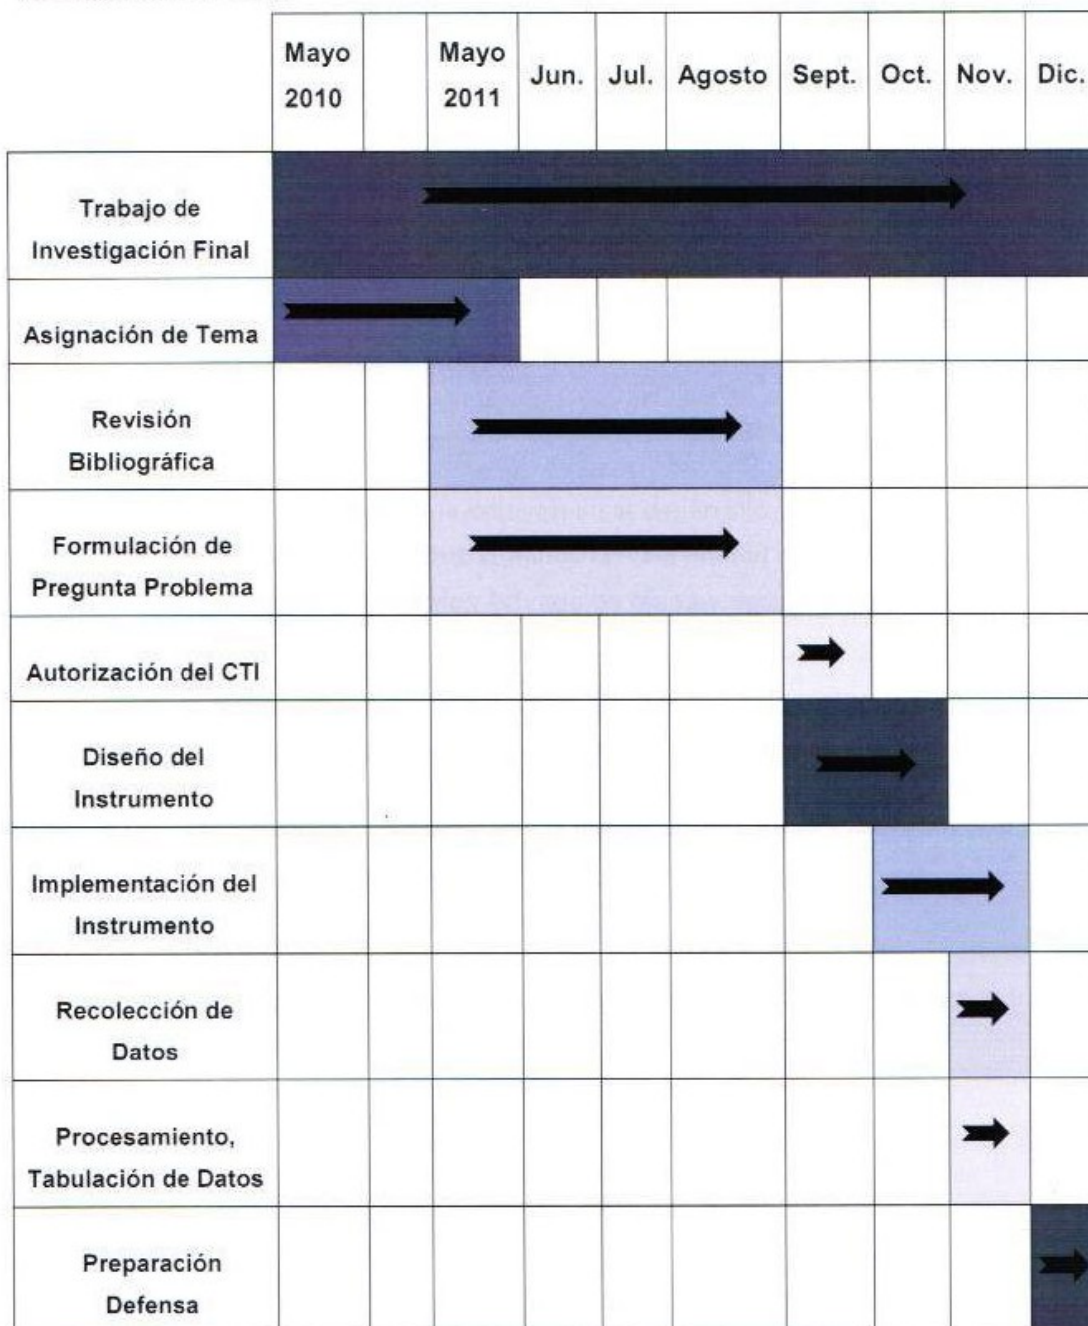 Mayo 2010
Mayo 2011
Jun.
Jul.
Agosto
Sept.
Oct.
Nov.
Dic.
Trabajo de
Investigación Final
Asignación de Tema
Revisión
Bibliográfica
Formulación de
Pregunta Problema
Autorización del CTI
Diseño del
Instrumento
Implementación del
Instrumento
Recolección de
Datos
Procesamiento,
Tabulación de Datos
Preparación
Defensa